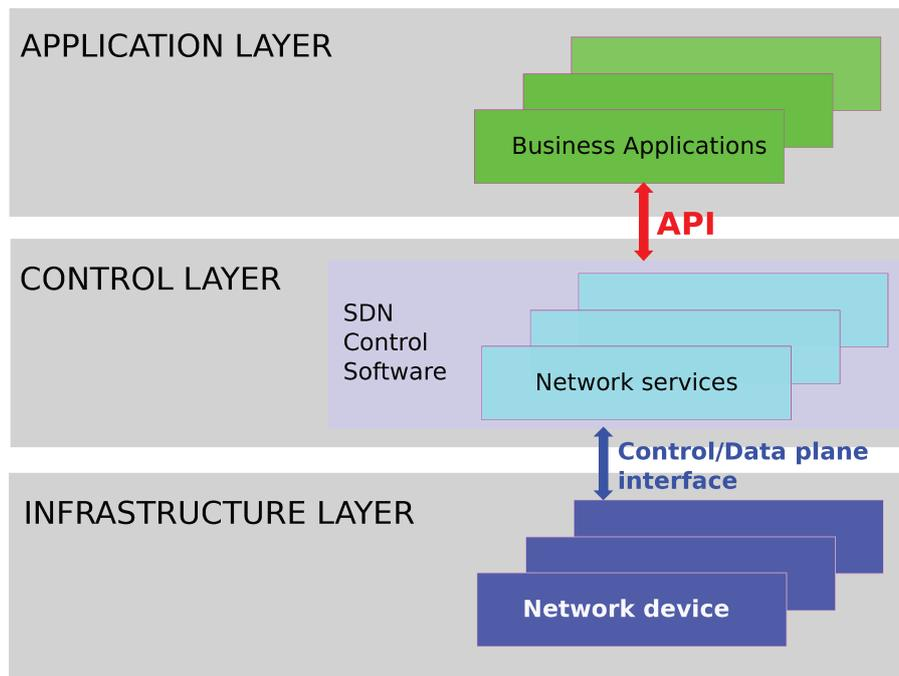 APPLICATION LAYER
Business Applications
API
CONTROL LAYER
SDN
Control
Software
Network services
Control/Data plane
interface
INFRASTRUCTURE LAYER
Network device